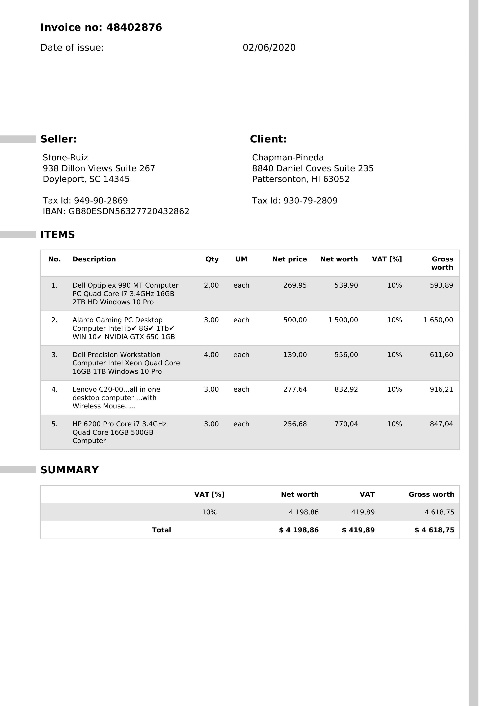 Invoice no: 48402876
Date of issue: 02/06/2020
Seller: Client:
Stone-Ruiz Chapman-Pineda
938 Dillon Views Suite 267 8840 Daniel Coves Suite 235
Doyleport, SC 14345 Pattersonton, HI 63052
Tax Id: 949-90-2869 Tax Id: 930-79-2809
IBAN: GB80ESDN56327720432862
ITEMS
No. Description Qty UM Net price Net worth VAT [%] Gross
worth
1. Dell Optiplex 990 MT Computer 2,00 each 269,95 539,90 10% 593,89
PC Quad Core i7 3.4GHz 16GB
2TB HD Windows 10 Pro
2. Alarco Gaming PC Desktop 3,00 each 500,00 1 500,00 10% 1 650,00
Computer Intel i5✔ 8G✔ 1Tb✔
WIN 10✔ NVIDIA GTX 650 1GB
3. Dell Precision Workstation 4,00 each 139,00 556,00 10% 611,60
Computer Intel Xeon Quad Core
16GB 1TB Windows 10 Pro
4. Lenovo C20-00...all in one 3,00 each 277,64 832,92 10% 916,21
desktop computer ...with
Wireless Mouse. ...
5. HP 6200 Pro Core i7 3.4GHz 3,00 each 256,68 770,04 10% 847,04
Quad Core 16GB 500GB
Computer
SUMMARY
VAT [%] Net worth VAT Gross worth
10% 4 198,86 419,89 4 618,75
Total $ 4 198,86 $ 419,89 $ 4 618,75